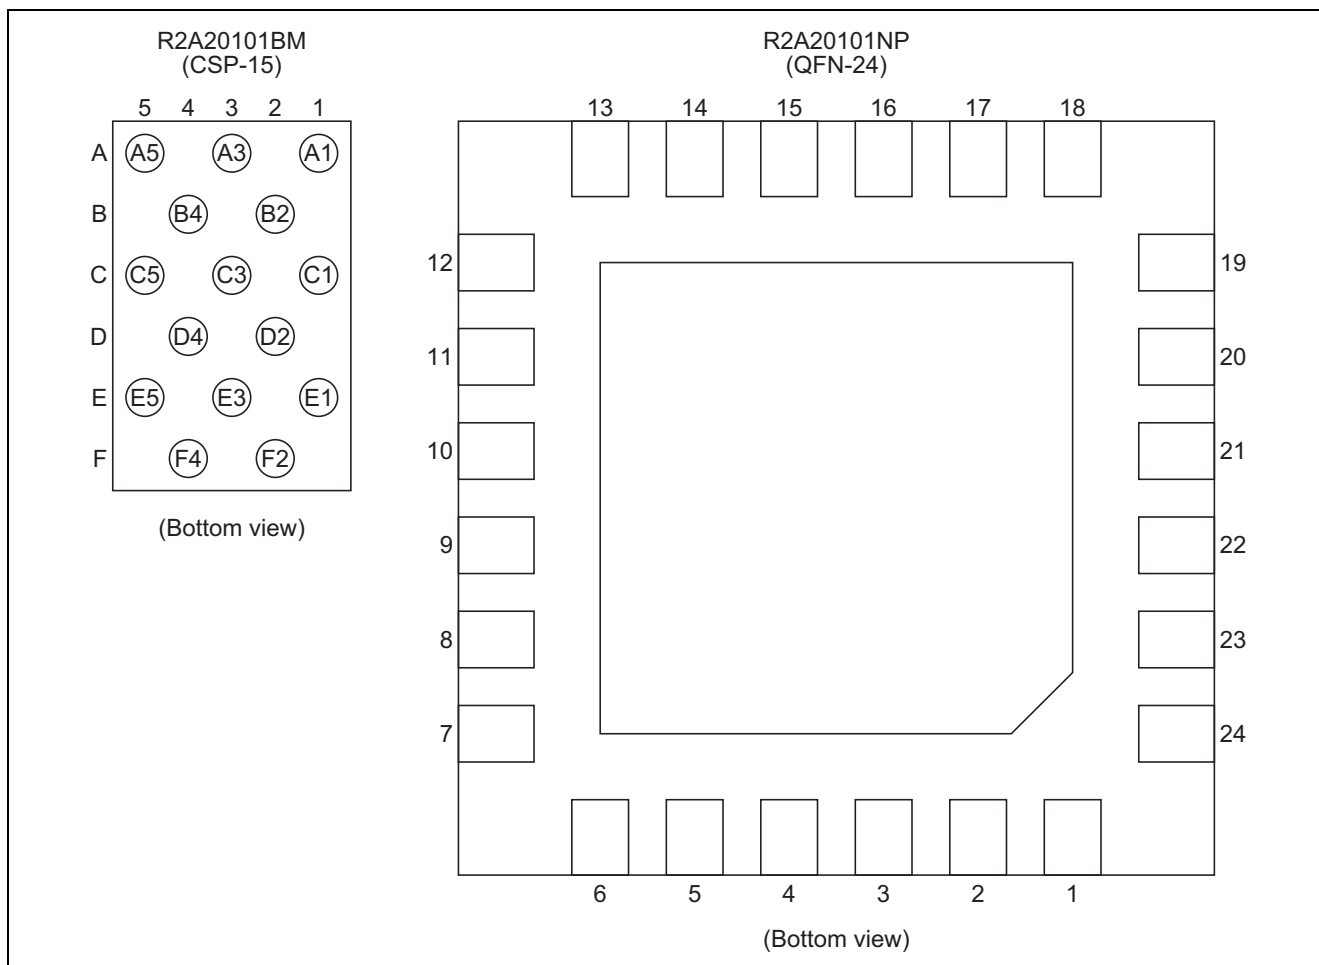 R2A20101BM
(CSP-15)
5 4 3 2 1
A A5 A3 A1
B B4 B2
C C5 C3 C1
D D4 D2
E E5 E3 E1
F F4 F2
(Bottom view)
R2A20101NP
(QFN-24)
13 14 15 16 17 18
12 19
11 20
10 21
9 22
8 23
7 24
6 5 4 3 2 1
(Bottom view)